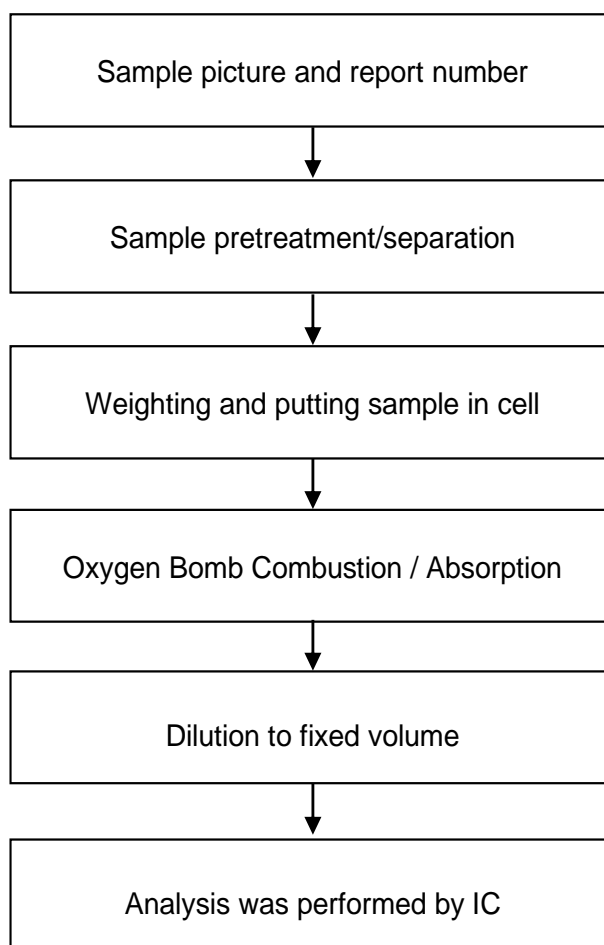 Sample picture and report number
Sample pretreatment/separation
Weighting and putting sample in cell
Oxygen Bomb Combustion / Absorption
Dilution to fixed volume
Analysis was performed by IC